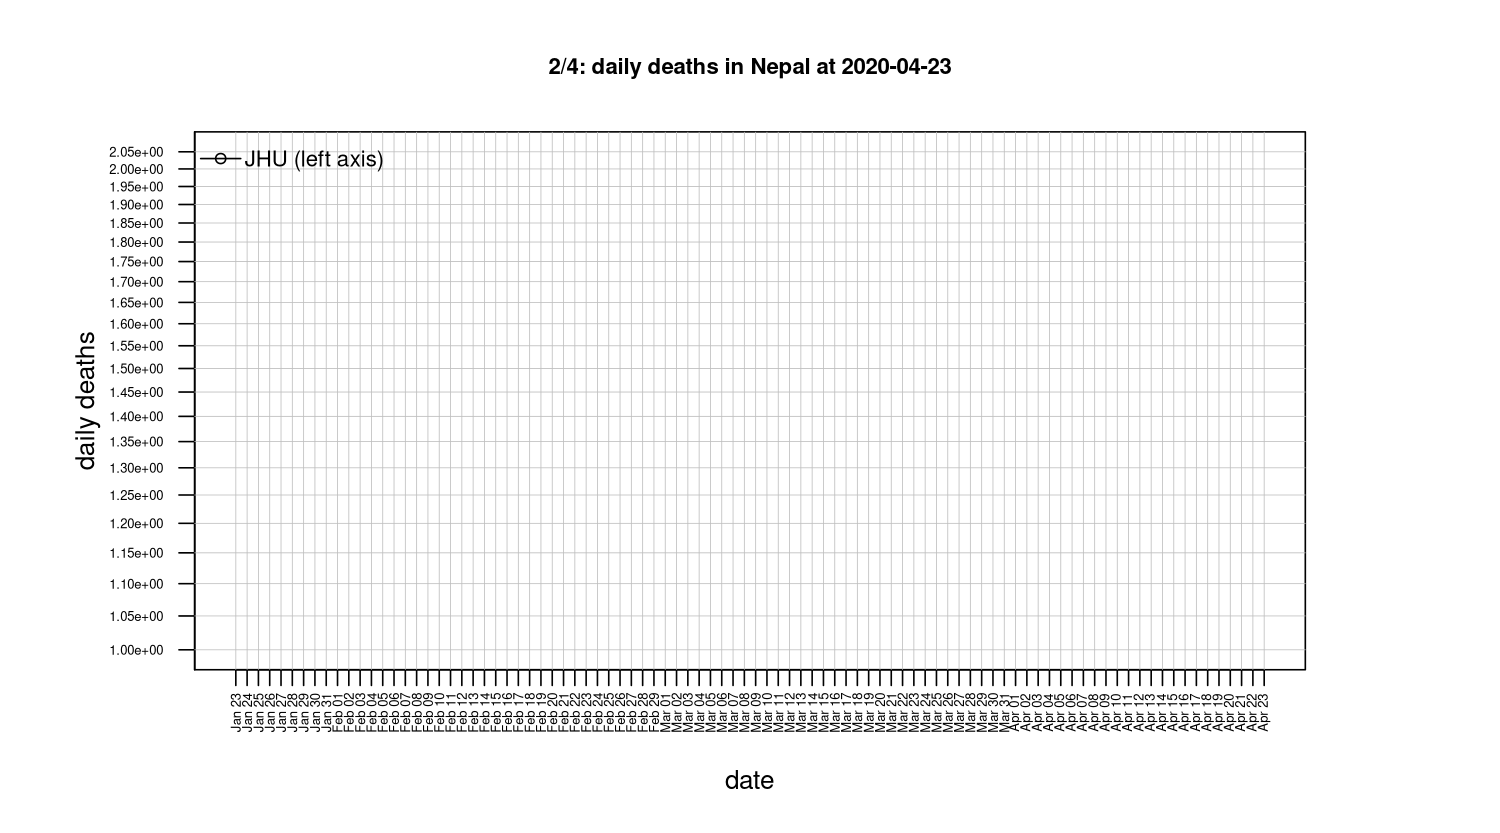 2/4: daily deaths in Nepal at 2020-04-23
JHU (left axis)
2.05e+00
2.00e+00
1.95e+00
1.90e+00
1.85e+00
1.80e+00
1.75e+00
1.70e+00
1.65e+00
1.60e+00
1.55e+00
1.50e+00
1.45e+00
1.40e+00
1.35e+00
1.30e+00
1.25e+00
1.20e+00
1.15e+00
1.10e+00
1.05e+00
1.00e+00
daily deaths
Jan 23
Jan 24
Jan 25
Jan 26
Jan 27
Jan 28
Jan 29
Jan 30
Jan 31
Feb 01
Feb 02
Feb 03
Feb 04
Feb 05
Feb 06
Feb 07
Feb 08
Feb 09
Feb 10
Feb 11
Feb 12
Feb 13
Feb 14
Feb 15
Feb 16
Feb 17
Feb 18
Feb 19
Feb 20
Feb 21
Feb 22
Feb 23
Feb 24
Feb 25
Feb 26
Feb 27
Feb 28
Feb 29
Mar 01
Mar 02
Mar 03
Mar 04
Mar 05
Mar 06
Mar 07
Mar 08
Mar 09
Mar 10
Mar 11
Mar 12
Mar 13
Mar 14
Mar 15
Mar 16
Mar 17
Mar 18
Mar 19
Mar 20
Mar 21
Mar 22
Mar 23
Mar 24
Mar 25
Mar 26
Mar 27
Mar 28
Mar 29
Mar 30
Mar 31
Apr 01
Apr 02
Apr 03
Apr 04
Apr 05
Apr 06
Apr 07
Apr 08
Apr 09
Apr 10
Apr 11
Apr 12
Apr 13
Apr 14
Apr 15
Apr 16
Apr 17
Apr 18
Apr 19
Apr 20
Apr 21
Apr 22
Apr 23
date